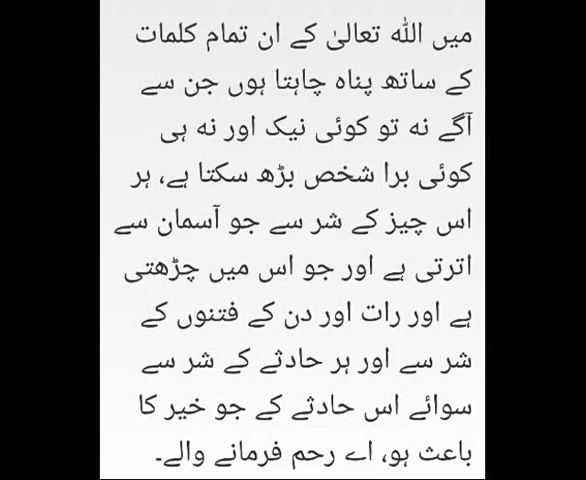 میں اللہ تعالیٰ کے ان تمام کلمات
کے ساتھ پناہ چاہتا ہوں جن سے
آگے نہ تو کوئی نیک اور نہ ہی
کوئی برا شخص بڑھ سکتا ہے، ہر
اس چیز کے شر سے جو آسمان سے
اترتی ہے اور جو اس میں چڑھتی
ہے اور رات اور دن کے فتنوں کے
شر سے اور ہر حادثے کے شر سے
سوائے اس حادثے کے جو خیر کا
باعث ہو، اے رحم فرمانے والے۔